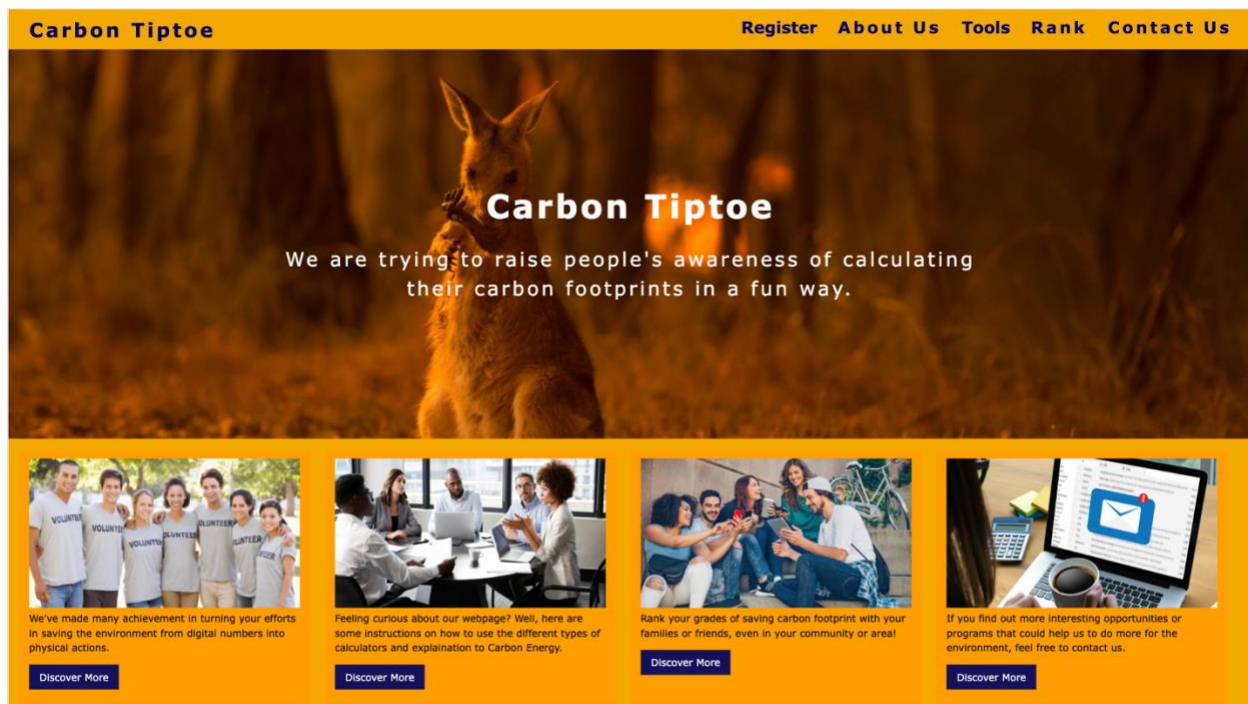 Carbon Tiptoe
Register About Us Tools Rank Contact Us
Carbon Tiptoe
We are trying to raise people's awareness of calculating
their carbon footprints in a fun way.
VOLUNTEER
VOLUNTEER
VOLUNTEER
VOLUNTEER
VOLUNTEER
We've made many achievement in turning your efforts
in saving the environment from digital numbers into
physical actions.
Discover More
Feeling curious about our webpage? Well, here are
some instructions on how to use the different types of
calculators and explaination to Carbon Energy.
Discover More
Rank your grades of saving carbon footprint with your
families or friends, even in your community or area!
Discover More
If you find out more interesting opportunities or
programs that could help us to do more for the
environment, feel free to contact us.
Discover More